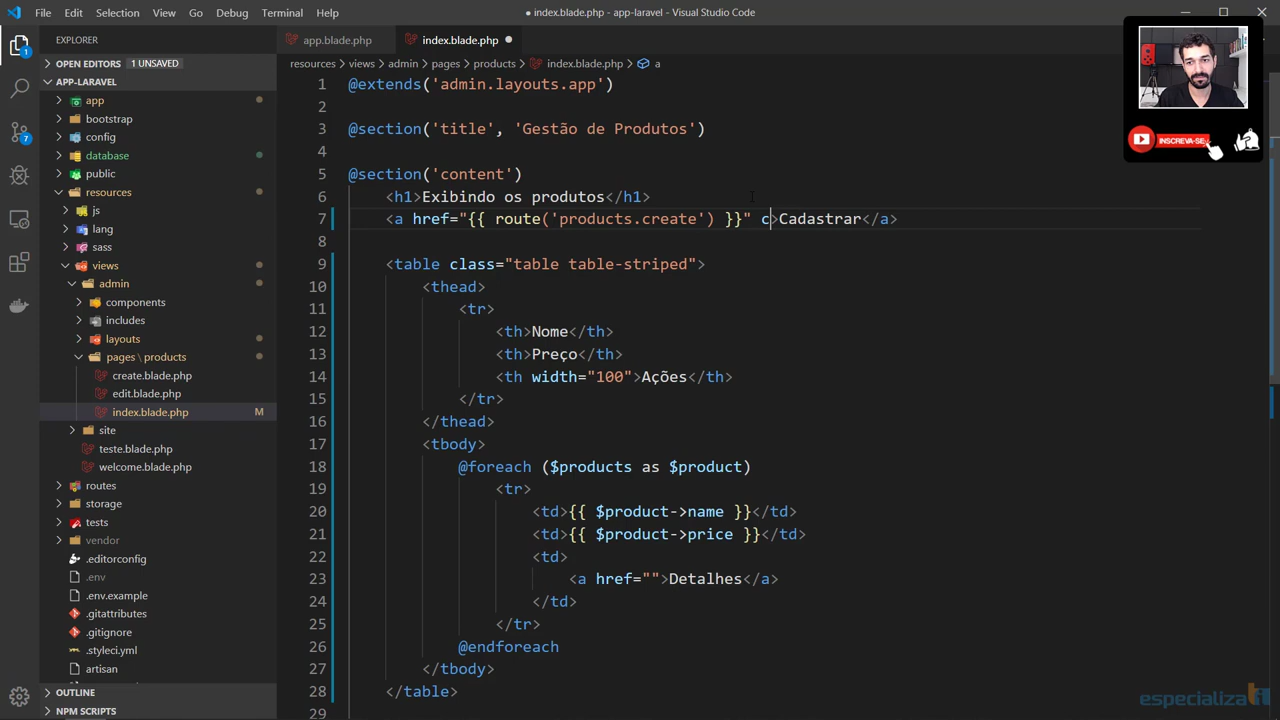 File Edit Selection View Go Debug Terminal Help
● index.blade.php - app-laravel - Visual Studio Code
EXPLORER
app.blade.php
index.blade.php ●
OPEN EDITORS 1 UNSAVED
resources > views > admin > pages > products > index.blade.php > a
APP-LARAVEL
app
bootstrap
config
database
public
resources
js
lang
sass
views
admin
components
includes
layouts
pages \ products
create.blade.php
edit.blade.php
index.blade.php M
site
teste.blade.php
welcome.blade.php
routes
storage
tests
vendor
.editorconfig
.env
.env.example
.gitattributes
.gitignore
.styleci.yml
artisan
OUTLINE
NPM SCRIPTS
1
7
1 @extends('admin.layouts.app')
2
3 @section('title', 'Gestão de Produtos')
4
5 @section('content')
6 <h1>Exibindo os produtos</h1>
7 <a href="{{ route('products.create') }}" c>Cadastrar</a>
8
9 <table class="table table-striped">
10 <thead>
11 <tr>
12 <th>Nome</th>
13 <th>Preço</th>
14 <th width="100">Ações</th>
15 </tr>
16 </thead>
17 <tbody>
18 @foreach ($products as $product)
19 <tr>
20 <td>{{ $product->name }}</td>
21 <td>{{ $product->price }}</td>
22 <td>
23 <a href="">Detalhes</a>
24 </td>
25 </tr>
26 @endforeach
27 </tbody>
28 </table>
29
INSCREVA-SE
especializati